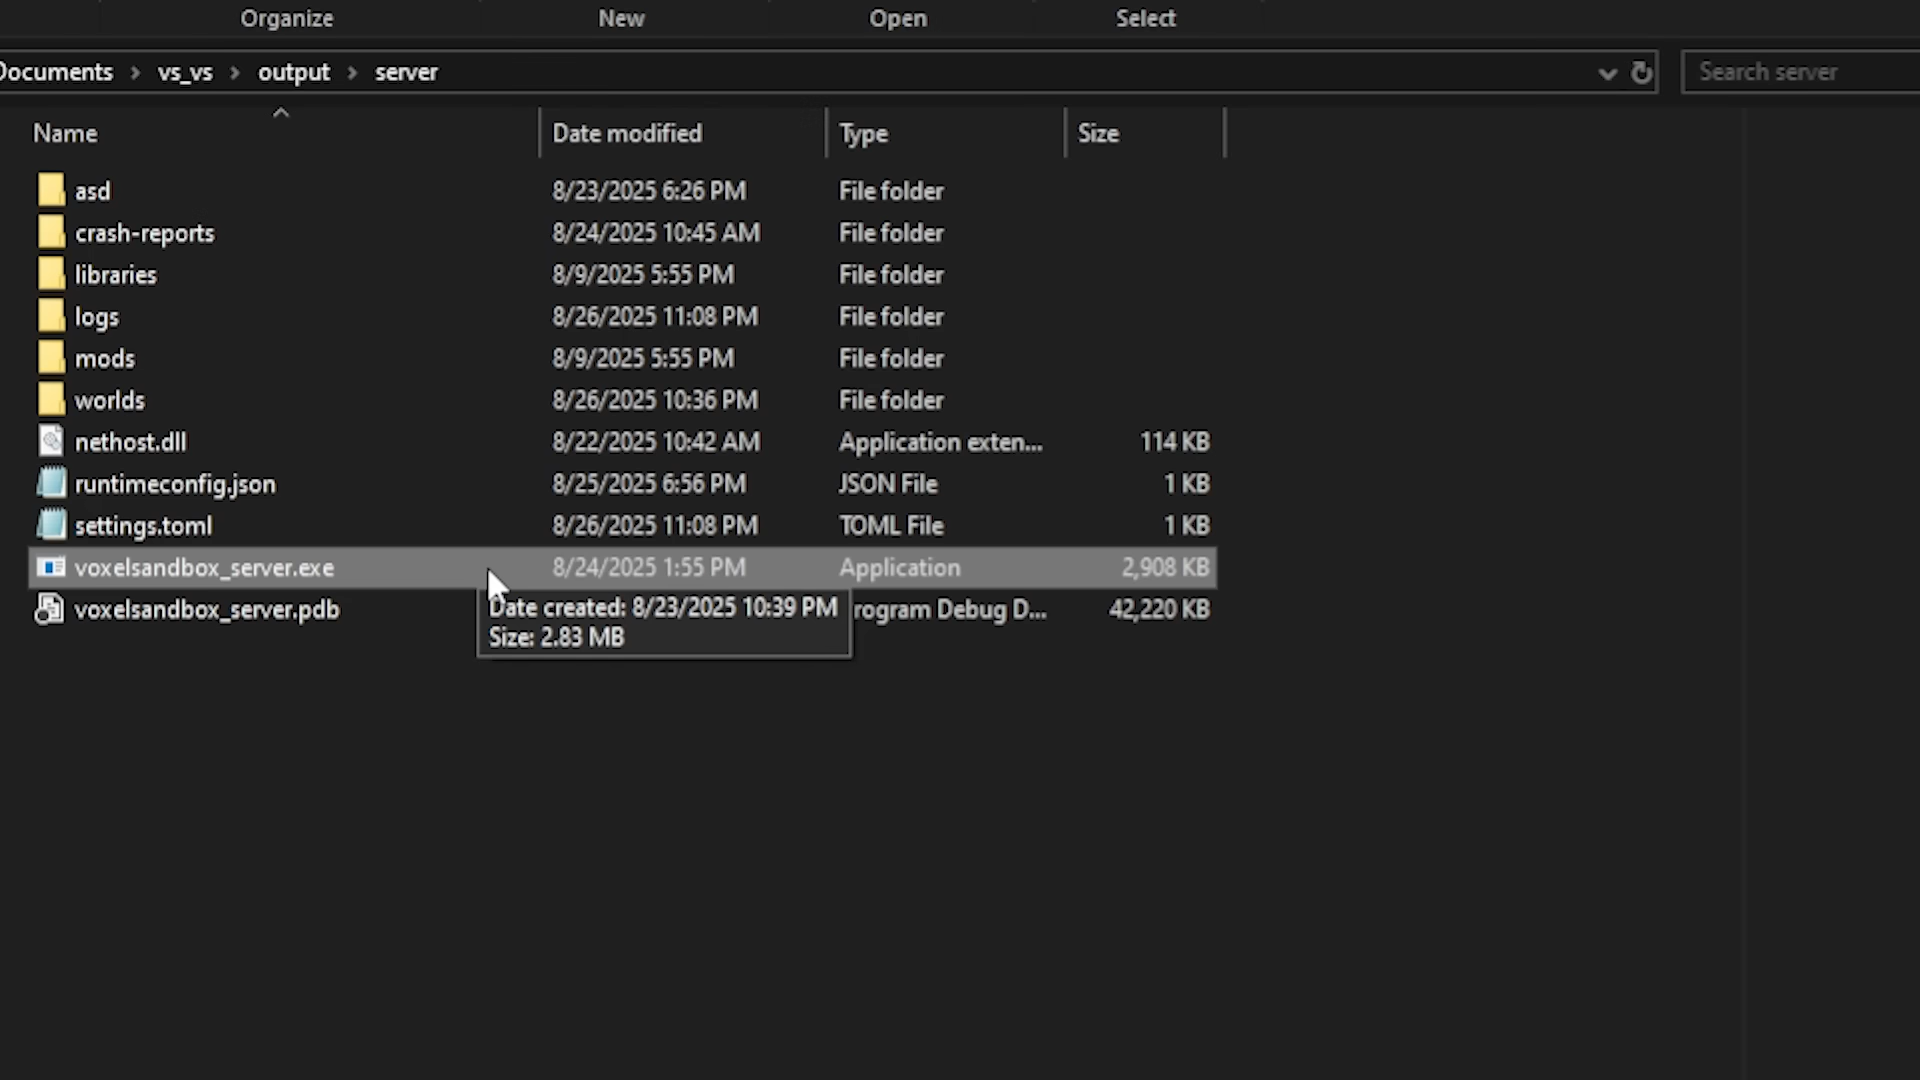 Organize New Open Select
Documents > vs_vs > output > server
Search server
Name Date modified Type Size
asd 8/23/2025 6:26 PM File folder
crash-reports 8/24/2025 10:45 AM File folder
libraries 8/9/2025 5:55 PM File folder
logs 8/26/2025 11:08 PM File folder
mods 8/9/2025 5:55 PM File folder
worlds 8/26/2025 10:36 PM File folder
nethost.dll 8/22/2025 10:42 AM Application exten... 114 KB
runtimeconfig.json 8/25/2025 6:56 PM JSON File 1 KB
settings.toml 8/26/2025 11:08 PM TOML File 1 KB
voxelsandbox_server.exe 8/24/2025 1:55 PM Application 2,908 KB
voxelsandbox_server.pdb rogram Debug D... 42,220 KB
Date created: 8/23/2025 10:39 PM
Size: 2.83 MB